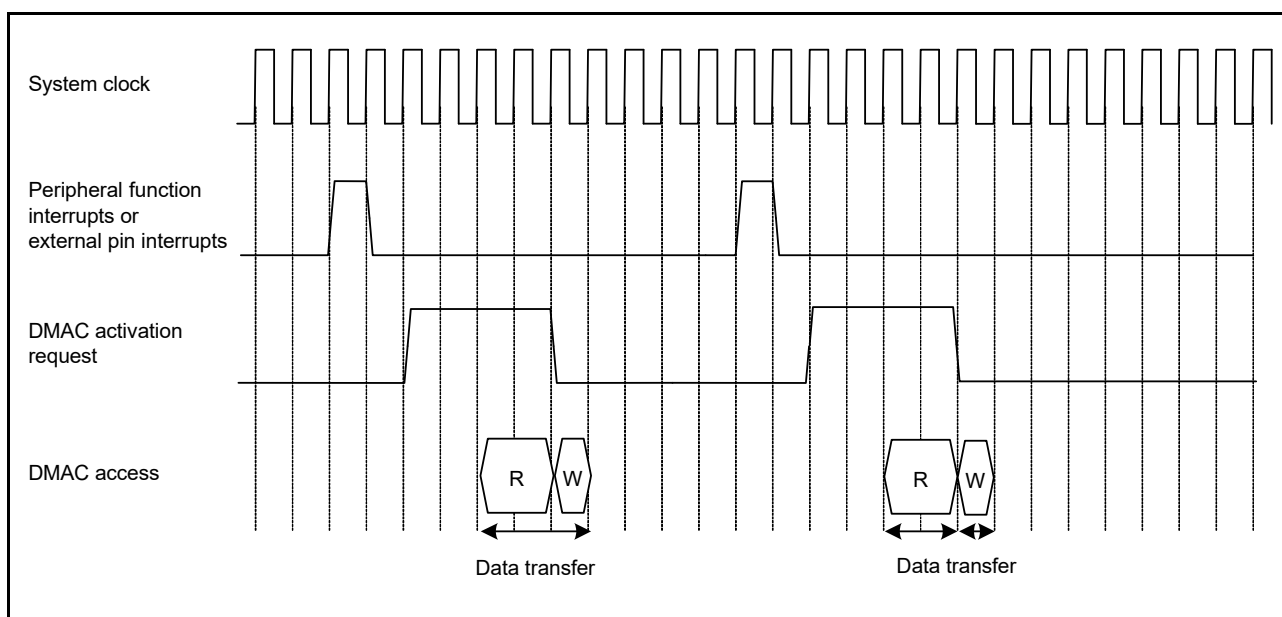 System clock
Peripheral function
interrupts or
external pin interrupts
DMAC activation
request
DMAC access
R
W
R
W
Data transfer
Data transfer